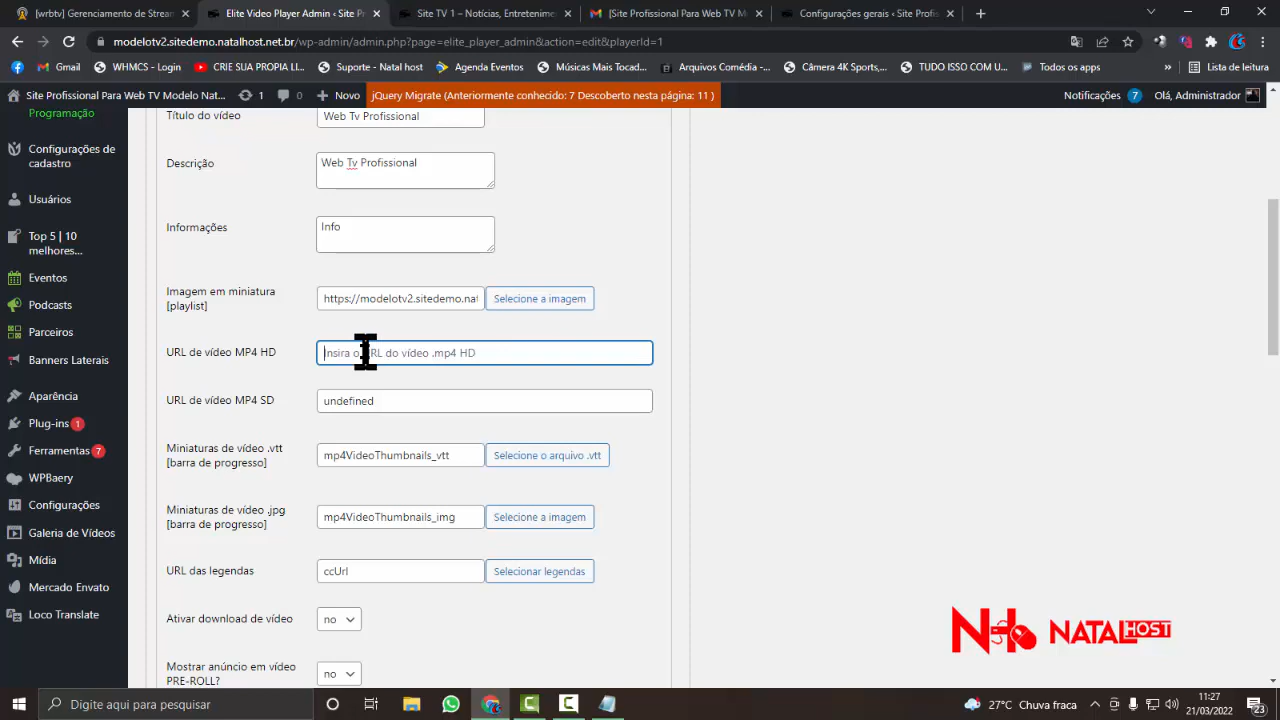 [wrbtv] Gerenciamento de Stream
Elite Video Player Admin ‹ Site P
Site TV 1 – Notícias, Entretenime
[Site Profissional Para Web TV M
Configurações gerais ‹ Site Profis
modelotv2.sitedemo.natalhost.net.br/wp-admin/admin.php?page=elite_player_admin&action=edit&playerId=1
Gmail
WHMCS - Login
CRIE SUA PROPIA LI...
Suporte - Natal host
Agenda Eventos
Músicas Mais Tocad...
Arquivos Comédia -...
Câmera 4K Sports,...
TUDO ISSO COM U...
Todos os apps
»
Lista de leitura
Site Profissional Para Web TV Modelo Nat...
1
0
Novo
jQuery Migrate (Anteriormente conhecido: 7 Descoberto nesta página: 11 )
Notificações 7
Olá, Administrador
Programação
Configurações de
cadastro
Usuários
Top 5 | 10
melhores...
Eventos
Podcasts
Parceiros
Banners Laterais
Aparência
Plug-ins 1
Ferramentas 7
WPBaery
Configurações
Galeria de Vídeos
Mídia
Mercado Envato
Loco Translate
Título do vídeo
Web Tv Profissional
Descrição
Web Tv Profissional
Informações
Info
Imagem em miniatura
[playlist]
https://modelotv2.sitedemo.nat
Selecione a imagem
URL de vídeo MP4 HD
Insira o URL do vídeo .mp4 HD
URL de vídeo MP4 SD
undefined
Miniaturas de vídeo .vtt
[barra de progresso]
mp4VideoThumbnails_vtt
Selecione o arquivo .vtt
Miniaturas de vídeo .jpg
[barra de progresso]
mp4VideoThumbnails_img
Selecione a imagem
URL das legendas
ccUrl
Selecionar legendas
Ativar download de vídeo
no
Mostrar anúncio em vídeo
PRE-ROLL?
no
NH
NATALHOST
Digite aqui para pesquisar
27°C Chuva fraca
11:27
21/03/2022
23